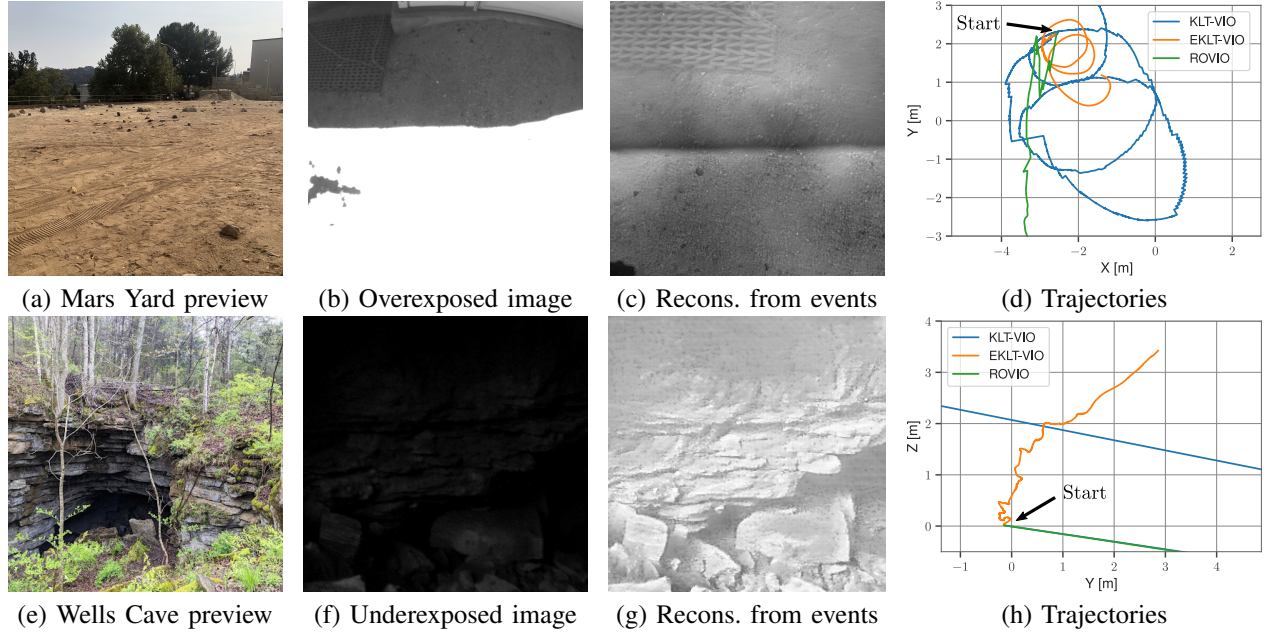 Start
KLT-VIO
EKLT-VIO
ROVIO
3
2
1
0
−1
−2
−3
Y [m]
−4
−2
0
2
X [m]
(a) Mars Yard preview
(b) Overexposed image
(c) Recons. from events
(d) Trajectories
KLT-VIO
EKLT-VIO
ROVIO
4
3
2
1
0
Z [m]
Start
−1
0
1
2
3
4
Y [m]
(e) Wells Cave preview
(f) Underexposed image
(g) Recons. from events
(h) Trajectories